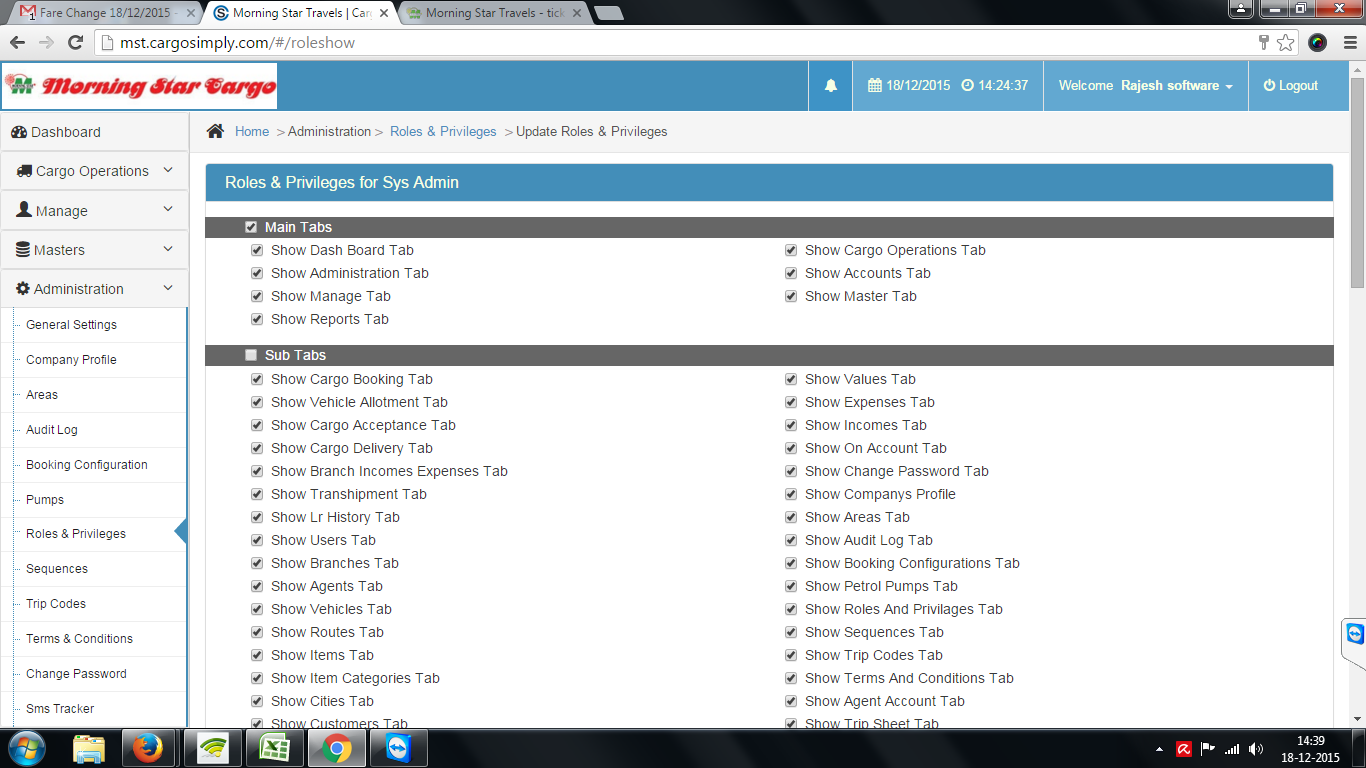 Fare Change 18/12/2015 -
Morning Star Travels | Car
Morning Star Travels - tick
mst.cargosimply.com/#/roleshow
Morning Star Cargo
18/12/2015 14:24:37 Welcome Rajesh software Logout
Dashboard
Cargo Operations
Manage
Masters
Administration
General Settings
Company Profile
Areas
Audit Log
Booking Configuration
Pumps
Roles & Privileges
Sequences
Trip Codes
Terms & Conditions
Change Password
Sms Tracker
Home > Administration > Roles & Privileges > Update Roles & Privileges
Roles & Privileges for Sys Admin
Main Tabs
Show Dash Board Tab
Show Cargo Operations Tab
Show Administration Tab
Show Accounts Tab
Show Manage Tab
Show Master Tab
Show Reports Tab
Sub Tabs
Show Cargo Booking Tab
Show Values Tab
Show Vehicle Allotment Tab
Show Expenses Tab
Show Cargo Acceptance Tab
Show Incomes Tab
Show Cargo Delivery Tab
Show On Account Tab
Show Branch Incomes Expenses Tab
Show Change Password Tab
Show Transhipment Tab
Show Companys Profile
Show Lr History Tab
Show Areas Tab
Show Users Tab
Show Audit Log Tab
Show Branches Tab
Show Booking Configurations Tab
Show Agents Tab
Show Petrol Pumps Tab
Show Vehicles Tab
Show Roles And Privilages Tab
Show Routes Tab
Show Sequences Tab
Show Items Tab
Show Trip Codes Tab
Show Item Categories Tab
Show Terms And Conditions Tab
Show Cities Tab
Show Agent Account Tab
Show Customers Tab
Show Trip Sheet Tab
14:39
18-12-2015